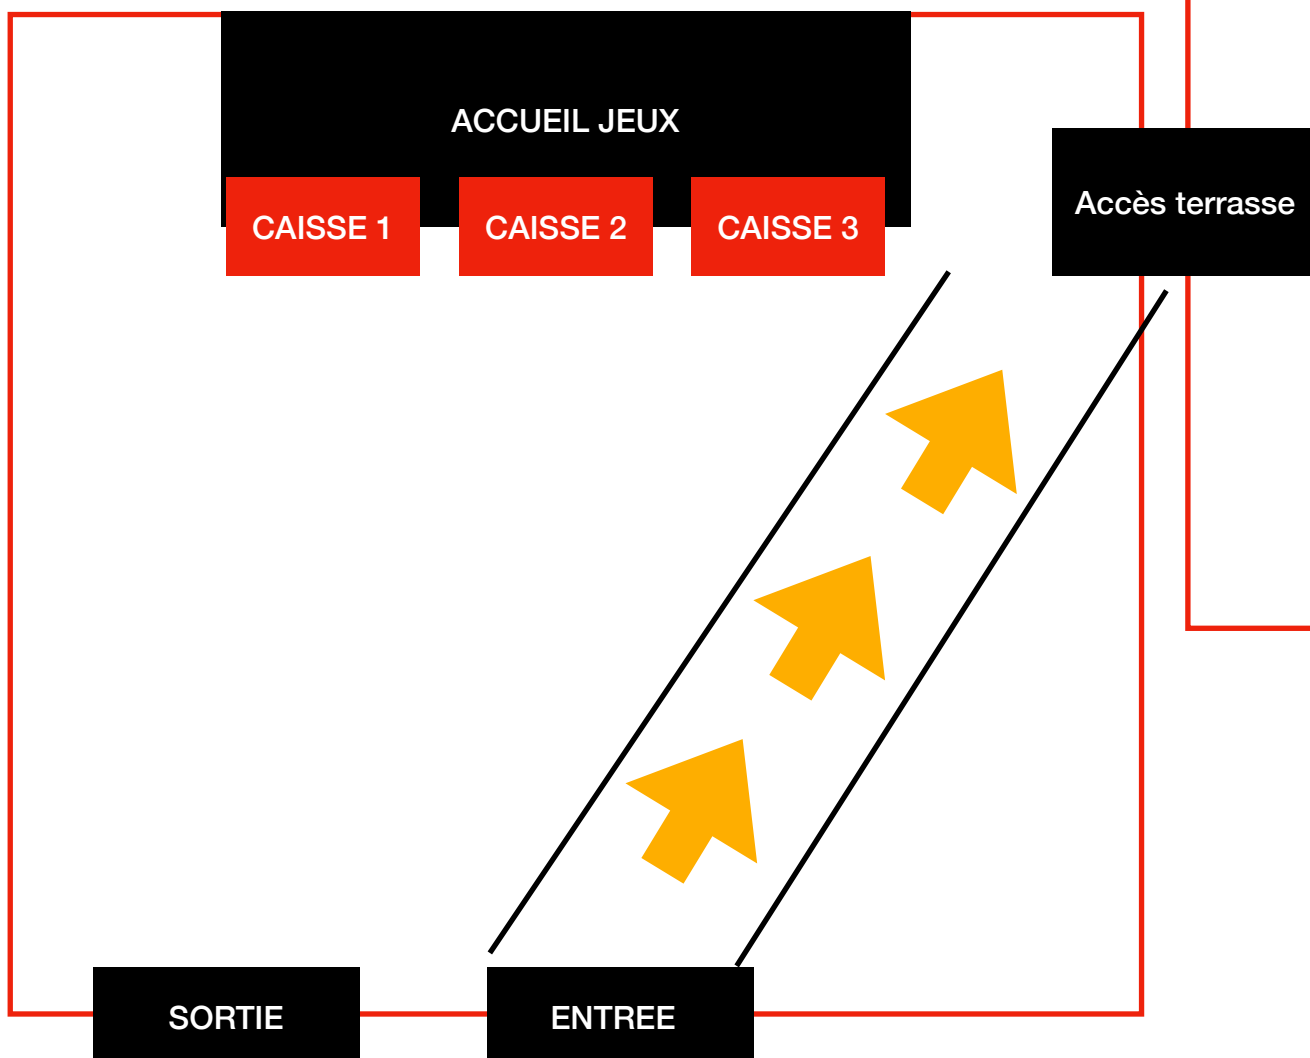 ACCUEIL JEUX
Accès terrasse
CAISSE 1
CAISSE 2
CAISSE 3
SORTIE
ENTREE